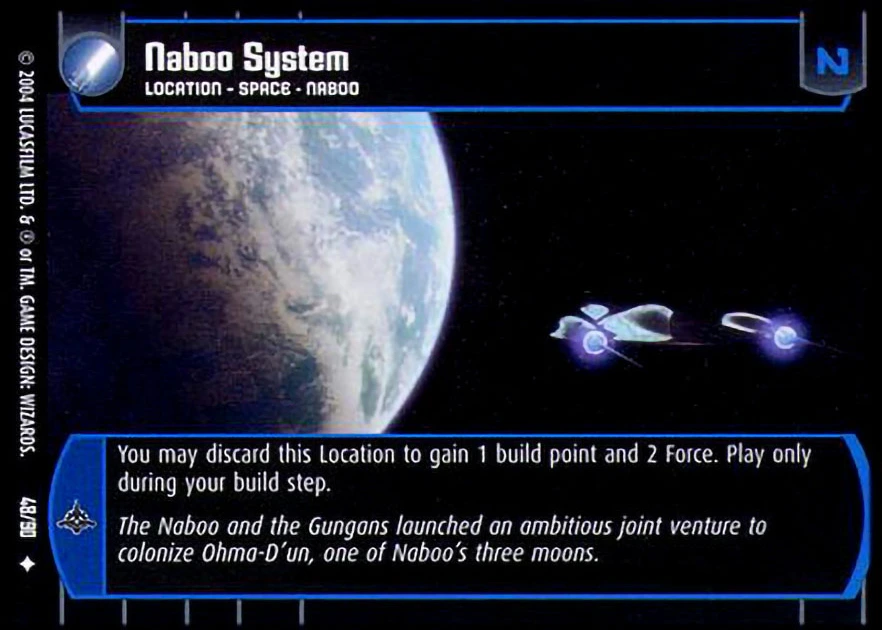 Naboo System
LOCATION - SPACE - NABOO
N
You may discard this Location to gain 1 build point and 2 Force. Play only
during your build step.
The Naboo and the Gungans launched an ambitious joint venture to
colonize Ohma-D'un, one of Naboo's three moons.
© 2004 LUCASFILM LTD. & ® or TM. GAME DESIGN: WIZARDS. 48/90